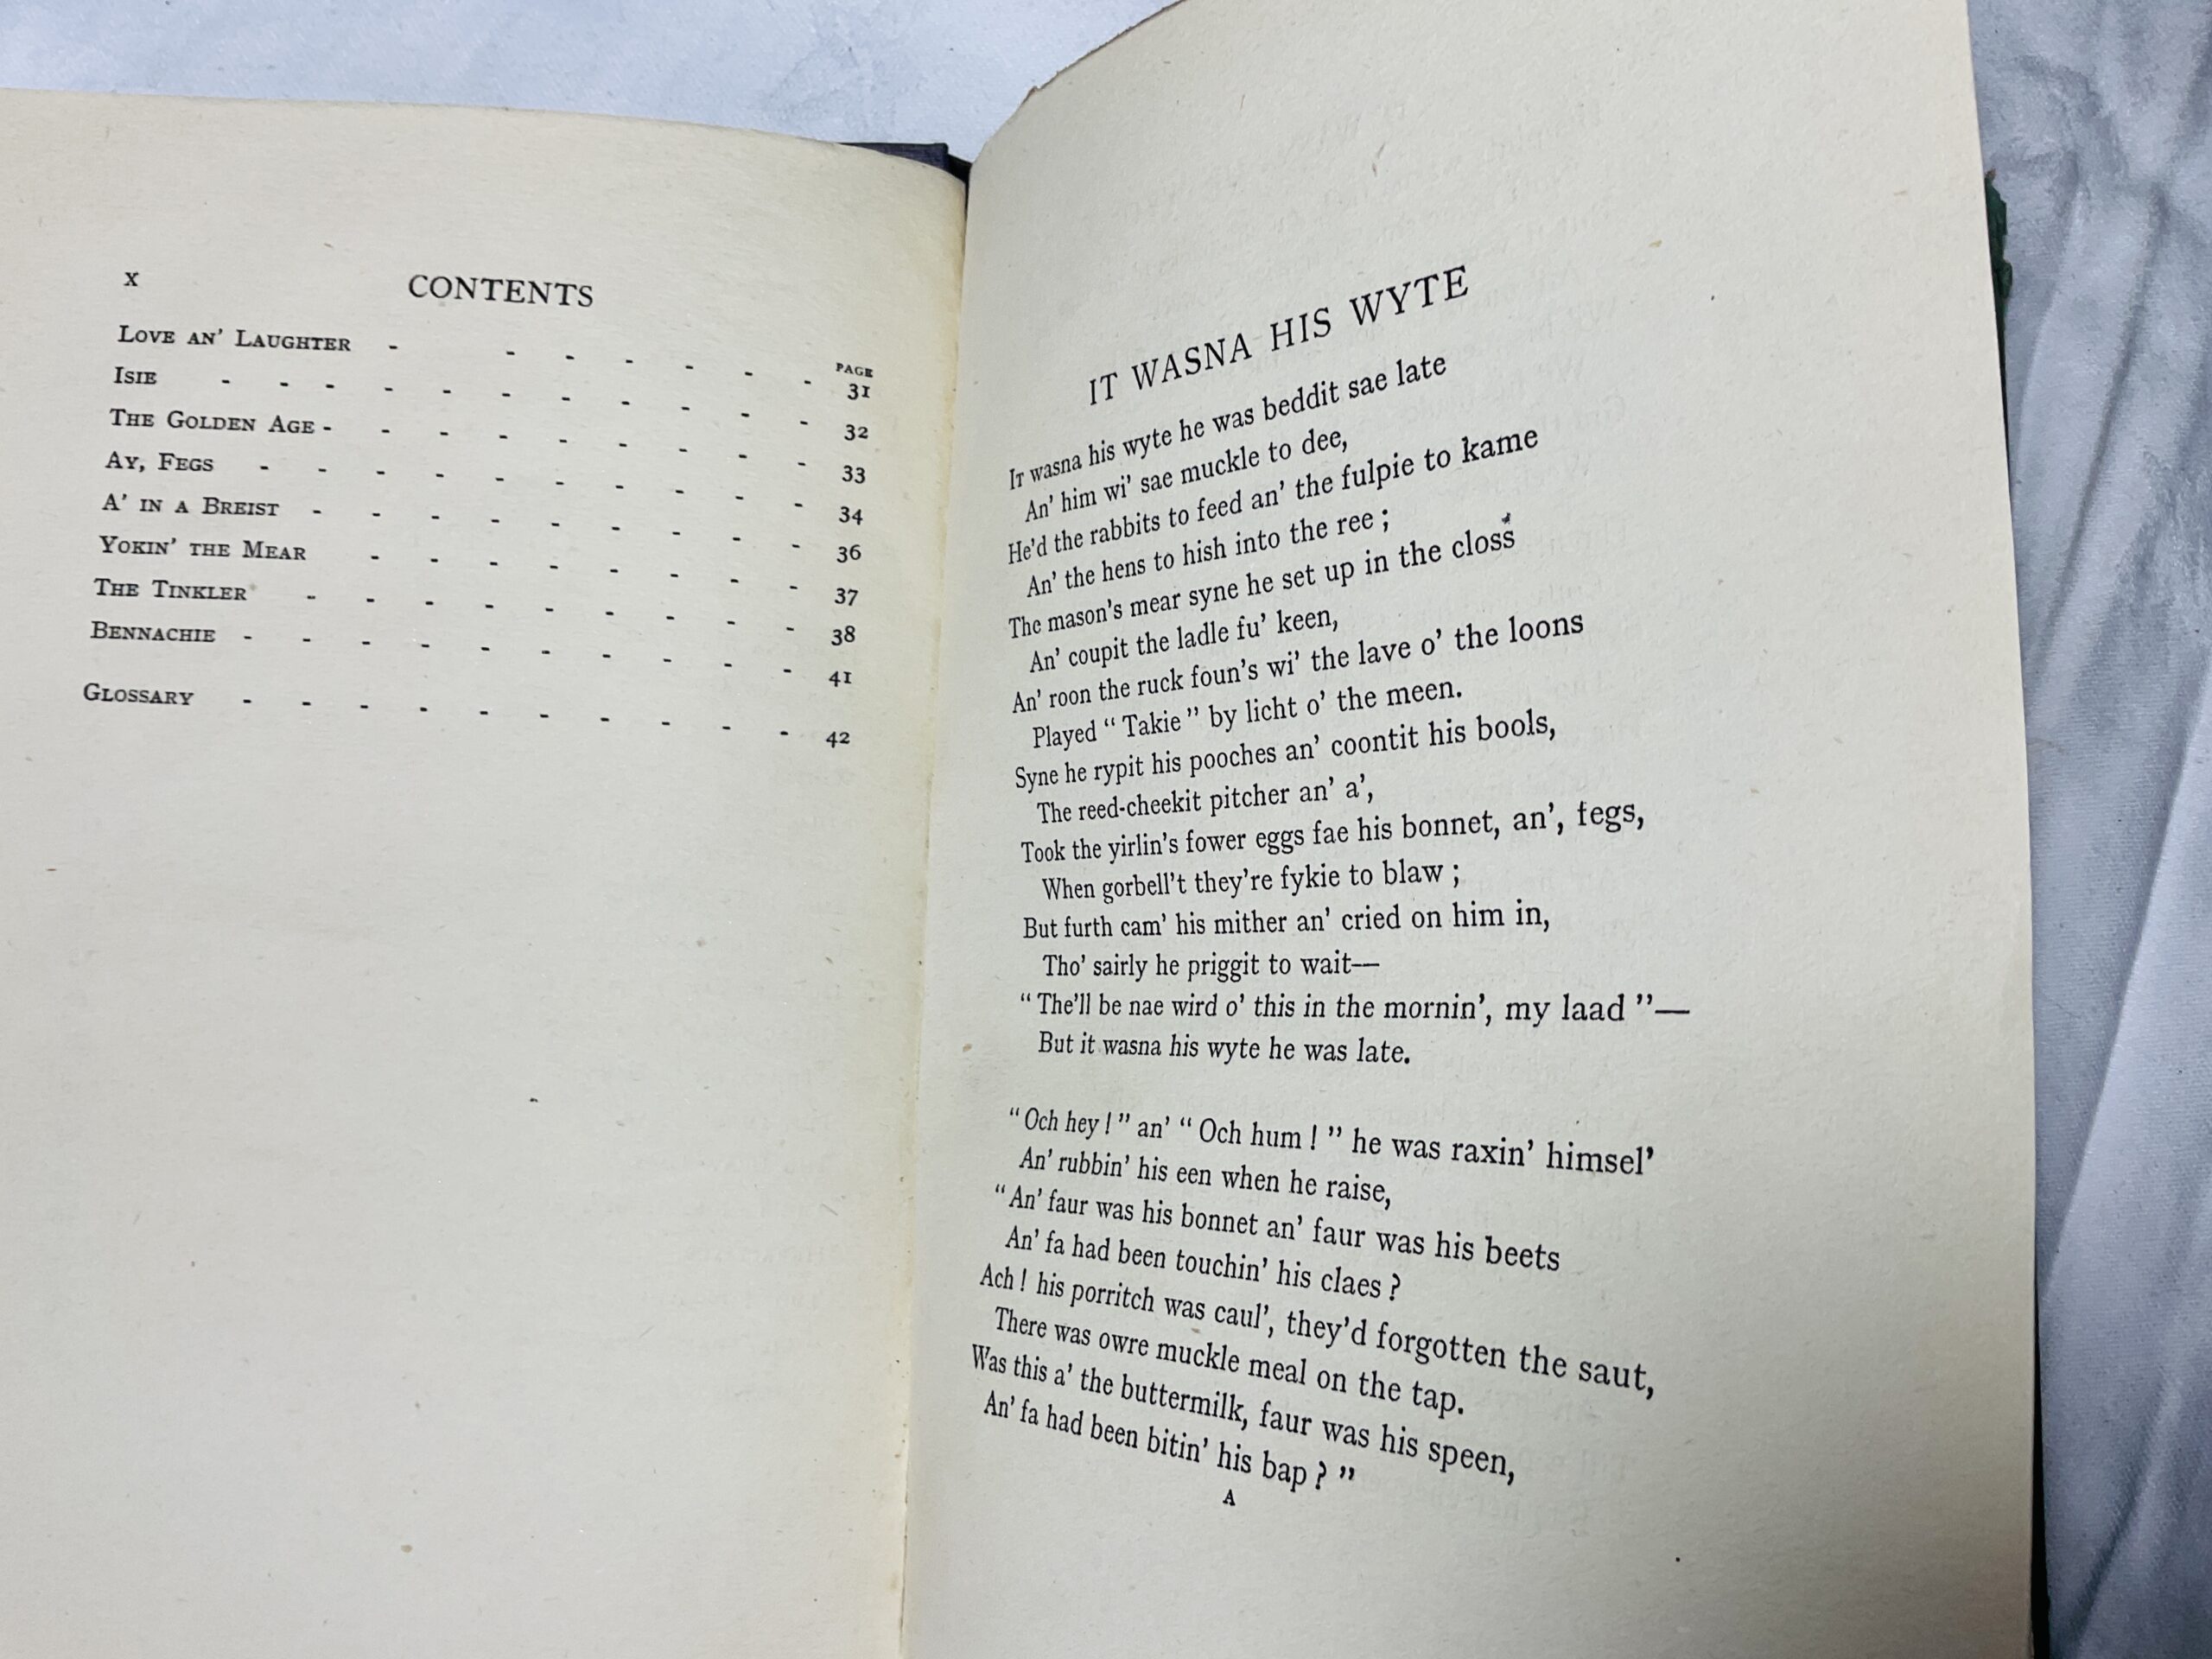 x CONTENTS
PAGE
Love an' Laughter - - - - - - - 31
Isie - - - - - - - - - - 32
The Golden Age - - - - - - - - - 33
Ay, Fegs - - - - - - - - - - 34
A' in a Breist - - - - - - - - - 36
Yokin' the Mear - - - - - - - - 37
The Tinkler - - - - - - - - - 38
Bennachie - - - - - - - - - - 41
Glossary - - - - - - - - - - 42
IT WASNA HIS WYTE
It wasna his wyte he was beddit sae late
An' him wi' sae muckle to dee,
He'd the rabbits to feed an' the fulpie to kame
An' the hens to hish into the ree ;
The mason's mear syne he set up in the closs
An' coupit the ladle fu' keen,
An' roon the ruck foun's wi' the lave o' the loons
Played “ Takie ” by licht o' the meen.
Syne he rypit his pooches an' coontit his bools,
The reed-cheekit pitcher an' a',
Took the yirlin's fower eggs fae his bonnet, an', fegs,
When gorbell't they're fykie to blaw ;
But furth cam' his mither an' cried on him in,
Tho' sairly he priggit to wait—
“ The'll be nae wird o' this in the mornin', my laad ”—
But it wasna his wyte he was late.
“ Och hey ! ” an' “ Och hum ! ” he was raxin' himsel'
An' rubbin' his een when he raise,
“ An' faur was his bonnet an' faur was his beets
An' fa had been touchin' his claes ?
Ach ! his porritch was caul', they'd forgotten the saut,
There was owre muckle meal on the tap.
Was this a' the buttermilk, faur was his speen,
An' fa had been bitin' his bap ? ”
A